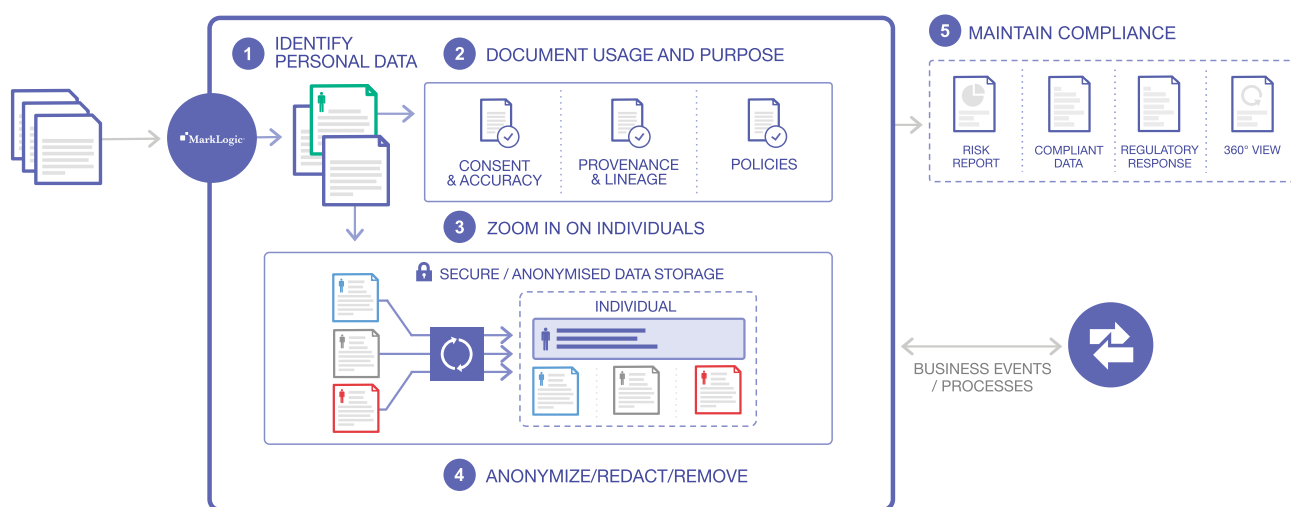 1
IDENTIFY
PERSONAL DATA
2
DOCUMENT USAGE AND PURPOSE
5
MAINTAIN COMPLIANCE
MarkLogic
CONSENT
& ACCURACY
PROVENANCE
& LINEAGE
POLICIES
RISK
REPORT
COMPLIANT
DATA
REGULATORY
RESPONSE
360° VIEW
3
ZOOM IN ON INDIVIDUALS
SECURE / ANONYMISED DATA STORAGE
INDIVIDUAL
BUSINESS EVENTS
/ PROCESSES
4
ANONYMIZE/REDACT/REMOVE